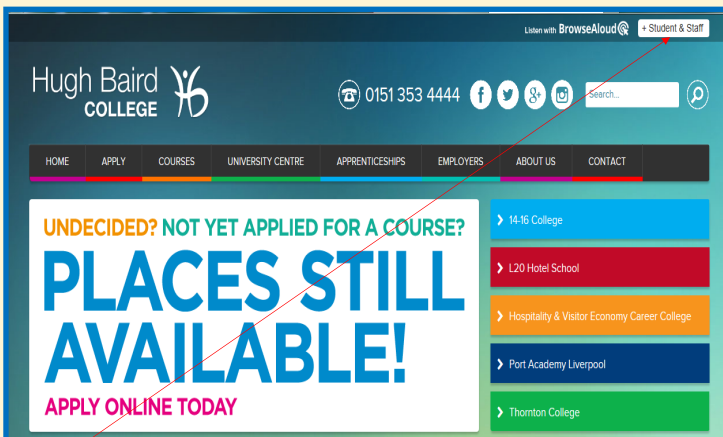 Listen with BrowseAloud
+ Student & Staff
Hugh Baird
COLLEGE
0151 353 4444
f
8+
Search...
HOME APPLY COURSES UNIVERSITY CENTRE APPRENTICESHIPS EMPLOYERS ABOUT US CONTACT
UNDECIDED? NOT YET APPLIED FOR A COURSE?
PLACES STILL
AVAILABLE!
APPLY ONLINE TODAY
14-16 College
L20 Hotel School
Hospitality & Visitor Economy Career College
Port Academy Liverpool
Thornton College